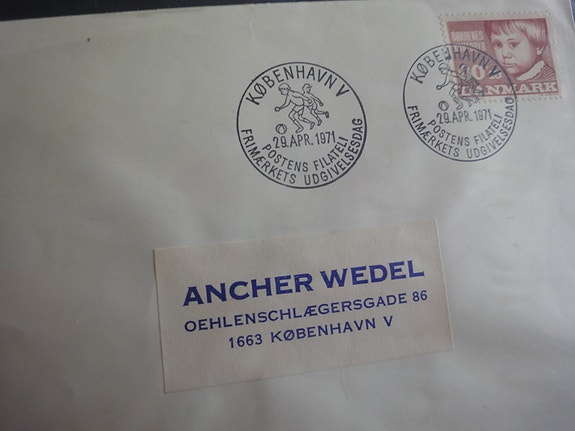 KØBENHAVN V
29.APR.1971
POSTENS FILATELI
FRIMÆRKETS UDGIVELSESDAG
KØBENHAVN V
29.APR.1971
POSTENS FILATELI
FRIMÆRKETS UDGIVELSESDAG
BØRNENES
DANMARK
ANCHER WEDEL
OEHLENSCHLÆGERSGADE 86
1663 KØBENHAVN V